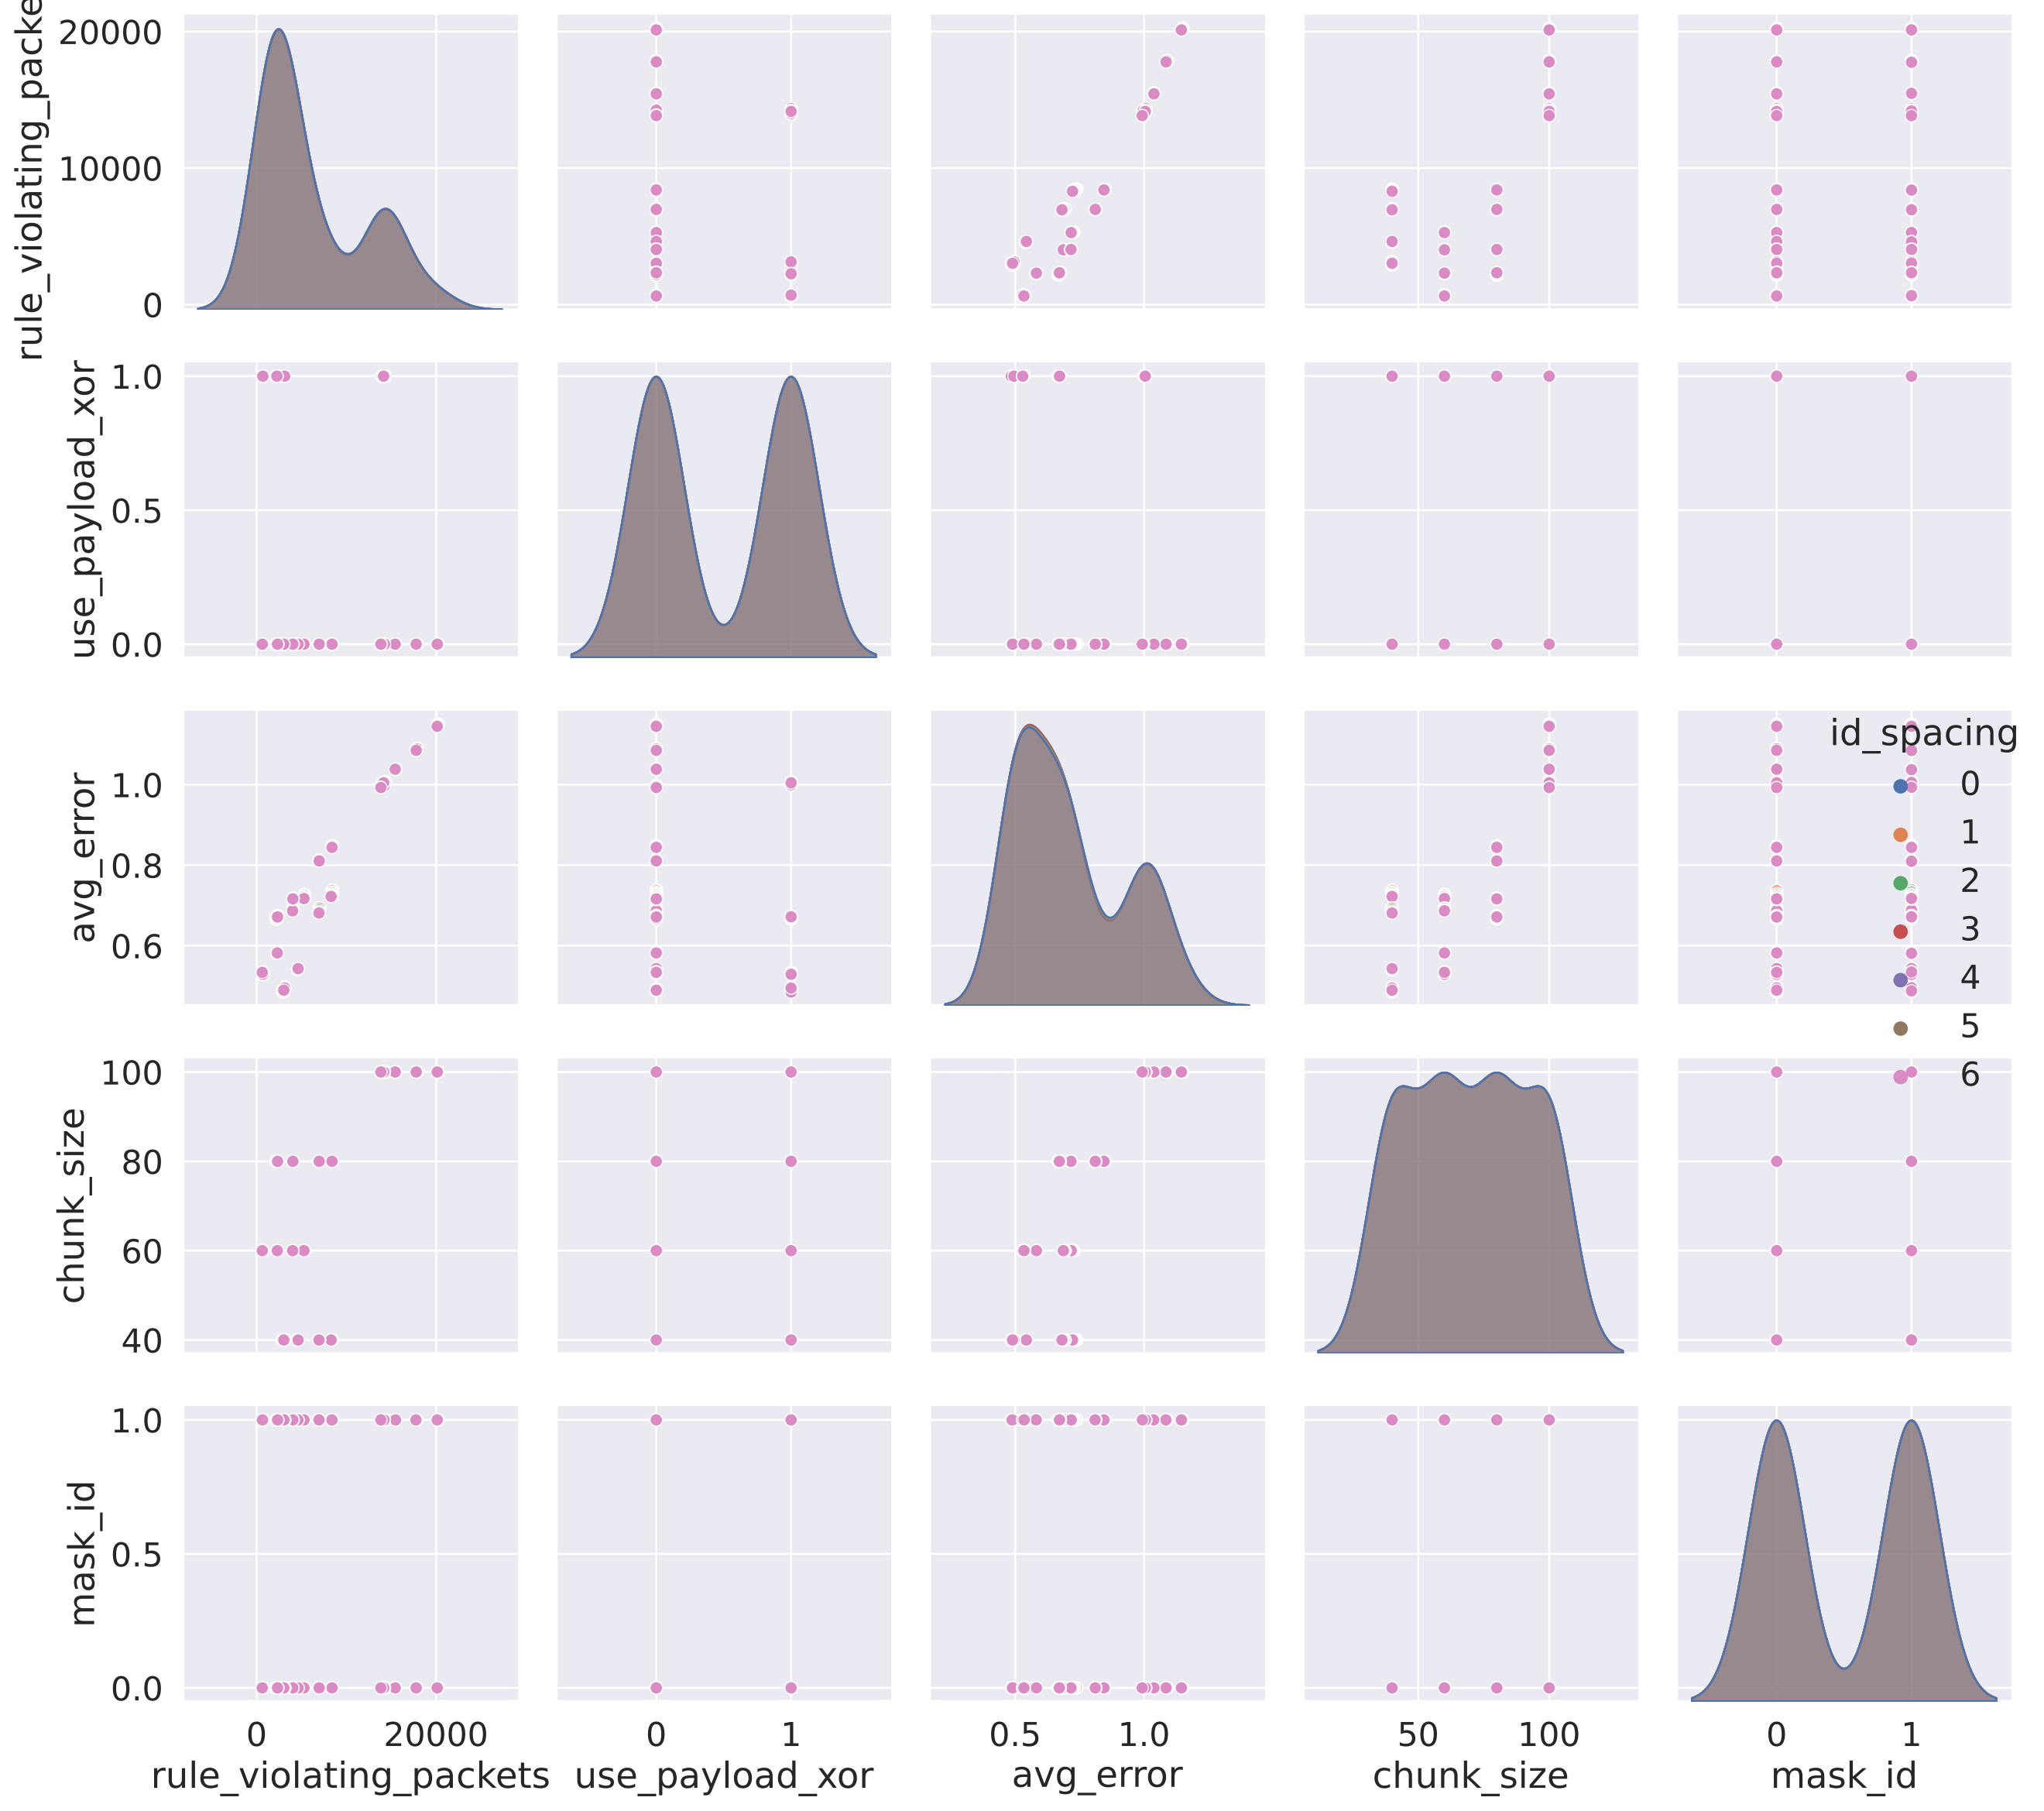 20000
10000
0
rule_violating_packe
1.0
0.5
0.0
use_payload_xor
1.0
0.8
0.6
avg_error
id_spacing
0
1
2
3
4
5
6
100
80
60
40
chunk_size
1.0
0.5
0.0
mask_id
0 20000 0 1 0.5 1.0 50 100 0 1
rule_violating_packets use_payload_xor avg_error chunk_size mask_id